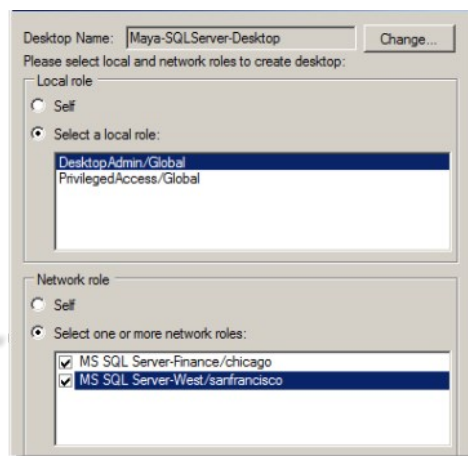 Desktop Name: Maya-SQLServer-Desktop Change...
Please select local and network roles to create desktop:
Local role
Self
Select a local role:
DesktopAdmin/Global
PrivilegedAccess/Global
Network role
Self
Select one or more network roles:
MS SQL Server-Finance/chicago
MS SQL Server-West/sanfrancisco